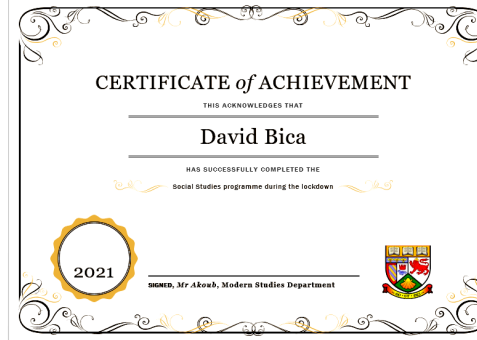 CERTIFICATE of ACHIEVEMENT
THIS ACKNOWLEDGES THAT
David Bica
HAS SUCCESSFULLY COMPLETED THE
Social Studies programme during the lockdown
2021
SIGNED, Mr Akoub, Modern Studies Department